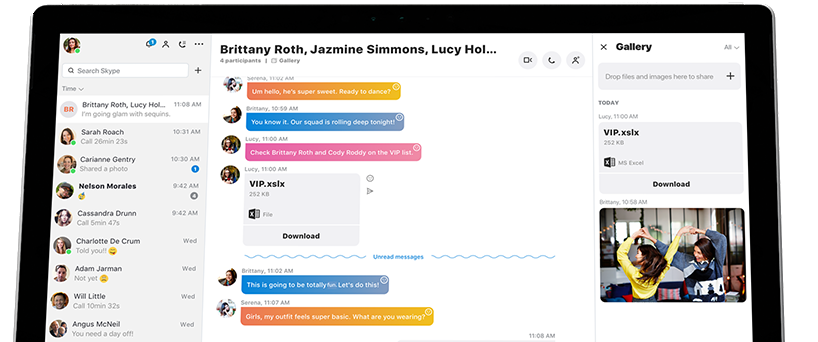 Search Skype
Time
BR
Brittany Roth, Lucy Hol...
11:08 AM
I'm going glam with sequins.
Sarah Roach
10:31 AM
Call 26min 23s
Carianne Gentry
10:30 AM
Shared a photo
1
Nelson Morales
9:42 AM
4
Cassandra Drunn
9:42 AM
Call 5min 47s
Charlotte De Crum
Wed
Told you!!
Adam Jarman
Wed
Not yet
Will Little
Wed
Call 10min 32s
Angus McNeil
Wed
You need a day off!
Brittany Roth, Jazmine Simmons, Lucy Hol...
4 participants | Gallery
Serena, 11:02 AM
Um hello, he's super sweet. Ready to dance?
Brittany, 10:59 AM
You know it. Our squad is rolling deep tonight!
Lucy, 11:00 AM
Check Brittany Roth and Cody Roddy on the VIP list.
Lucy, 11:00 AM
VIP.xslx
252 KB
File
Download
Unread messages
Brittany, 11:02 AM
This is going to be totally fun. Let's do this!
Serena, 11:07 AM
Girls, my outfit feels super basic. What are you wearing?
11:08 AM
Gallery
All
Drop files and images here to share
TODAY
Lucy, 11:00 AM
VIP.xslx
252 KB
MS Excel
Download
Brittany, 10:58 AM